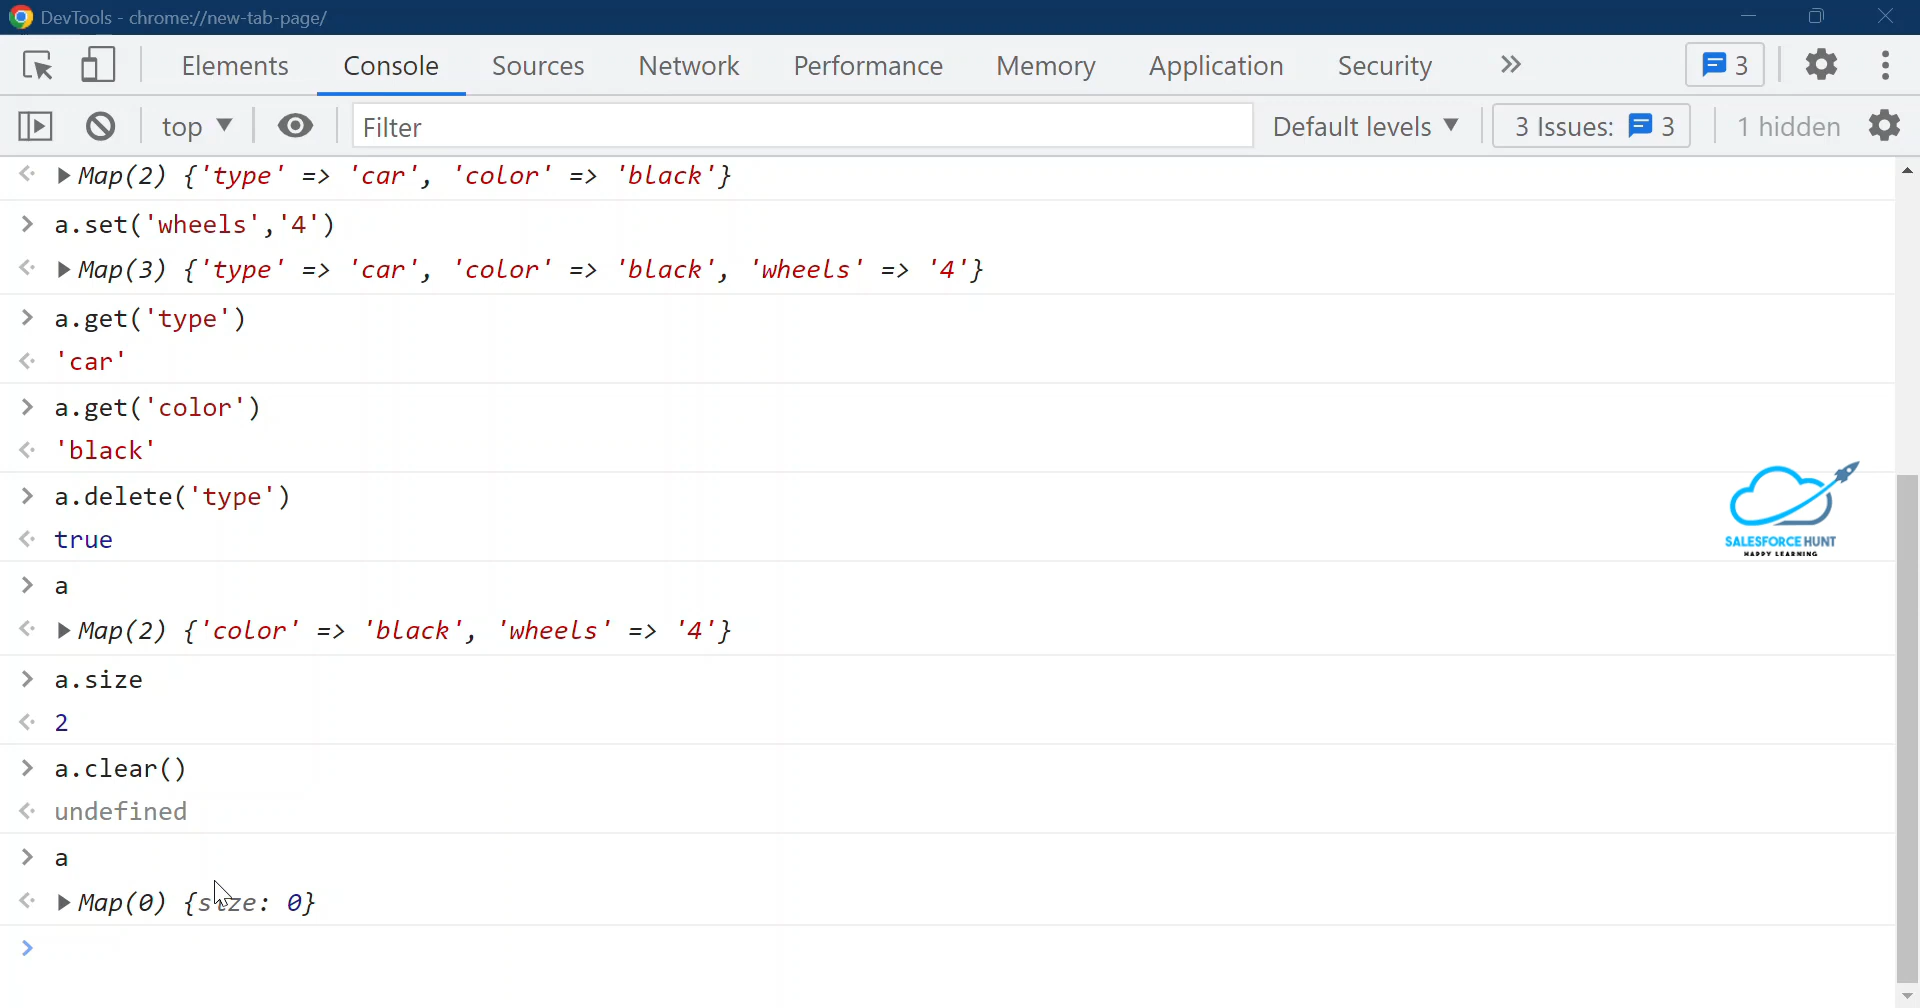 DevTools - chrome://new-tab-page/
Elements Console Sources Network Performance Memory Application Security » 3
top ▼ Filter Default levels ▼ 3 Issues: 3 1 hidden
Map(2) {'type' => 'car', 'color' => 'black'}
> a.set('wheels','4')
Map(3) {'type' => 'car', 'color' => 'black', 'wheels' => '4'}
> a.get('type')
'car'
> a.get('color')
'black'
> a.delete('type')
true
> a
Map(2) {'color' => 'black', 'wheels' => '4'}
> a.size
2
> a.clear()
undefined
> a
Map(0) {size: 0}
>
SALESFORCE HUNT
HAPPY LEARNING